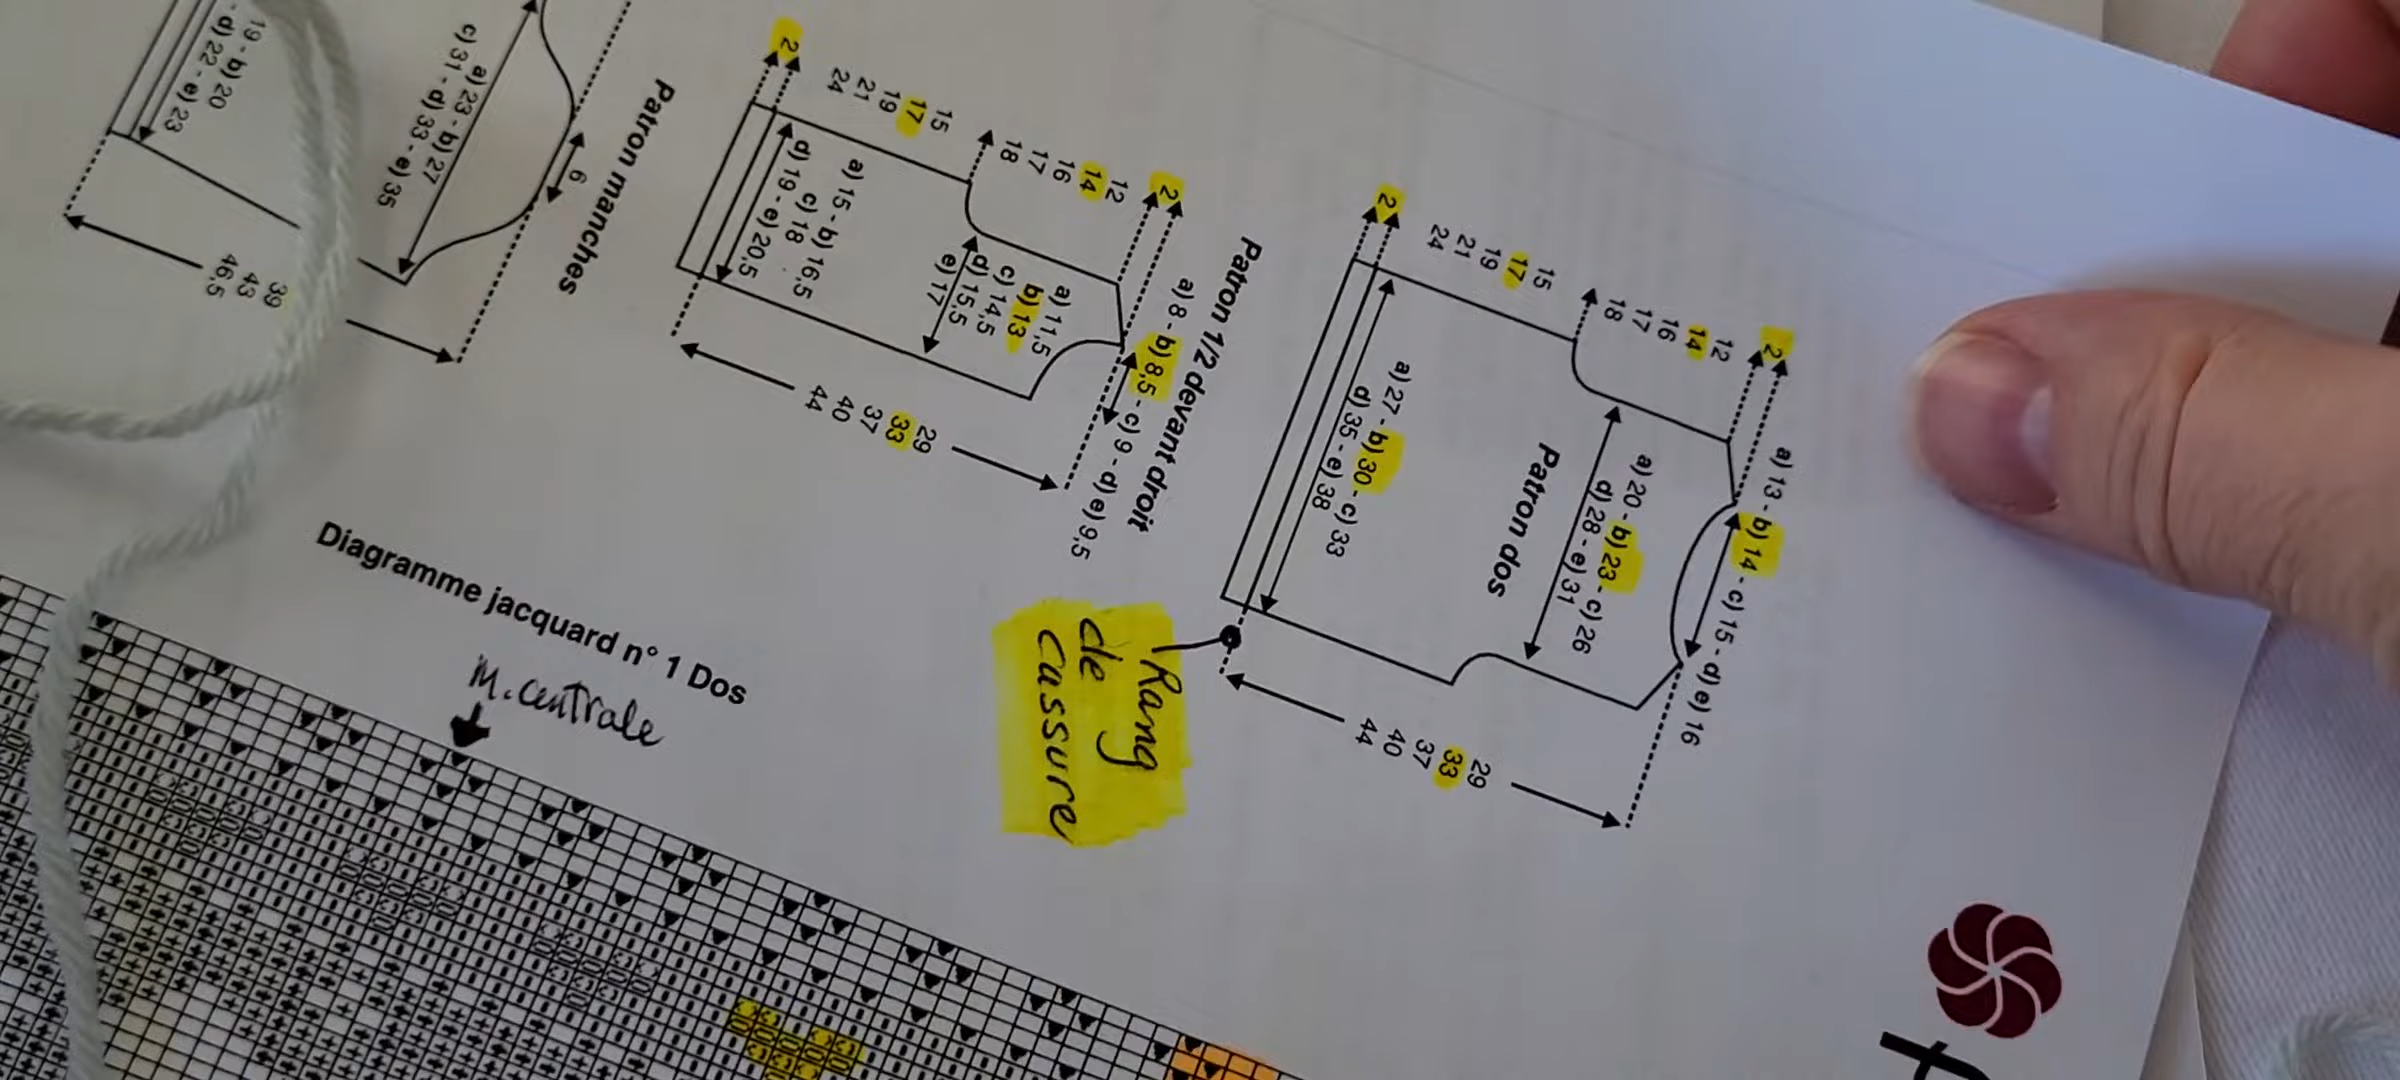 2
12
14
16
17
18
15
17
19
21
24
2
a) 13 - b) 14 - c) 15 - d) e) 16
a) 20 - b) 23 - c) 26
d) 28 - e) 31
Patron dos
a) 27 - b) 30 - c) 33
d) 35 - e) 38
29
33
37
40
44
Rang
de
cassure
Patron 1/2 devant droit
2
12
14
16
17
18
15
17
19
21
24
2
a) 8 - b) 8,5 - c) 9 - d) e) 9,5
a) 11,5
b) 13
c) 14,5
d) 15,5
e) 17
a) 15 - b) 16,5
c) 18
d) 19 - e) 20,5
29
33
37
40
44
Patron manches
6
a) 23 - b) 27
c) 31 - d) 33 - e) 35
19 - b) 20
- d) 22 - e) 23
39
43
46,5
Diagramme jacquard n° 1 Dos
M. centrale